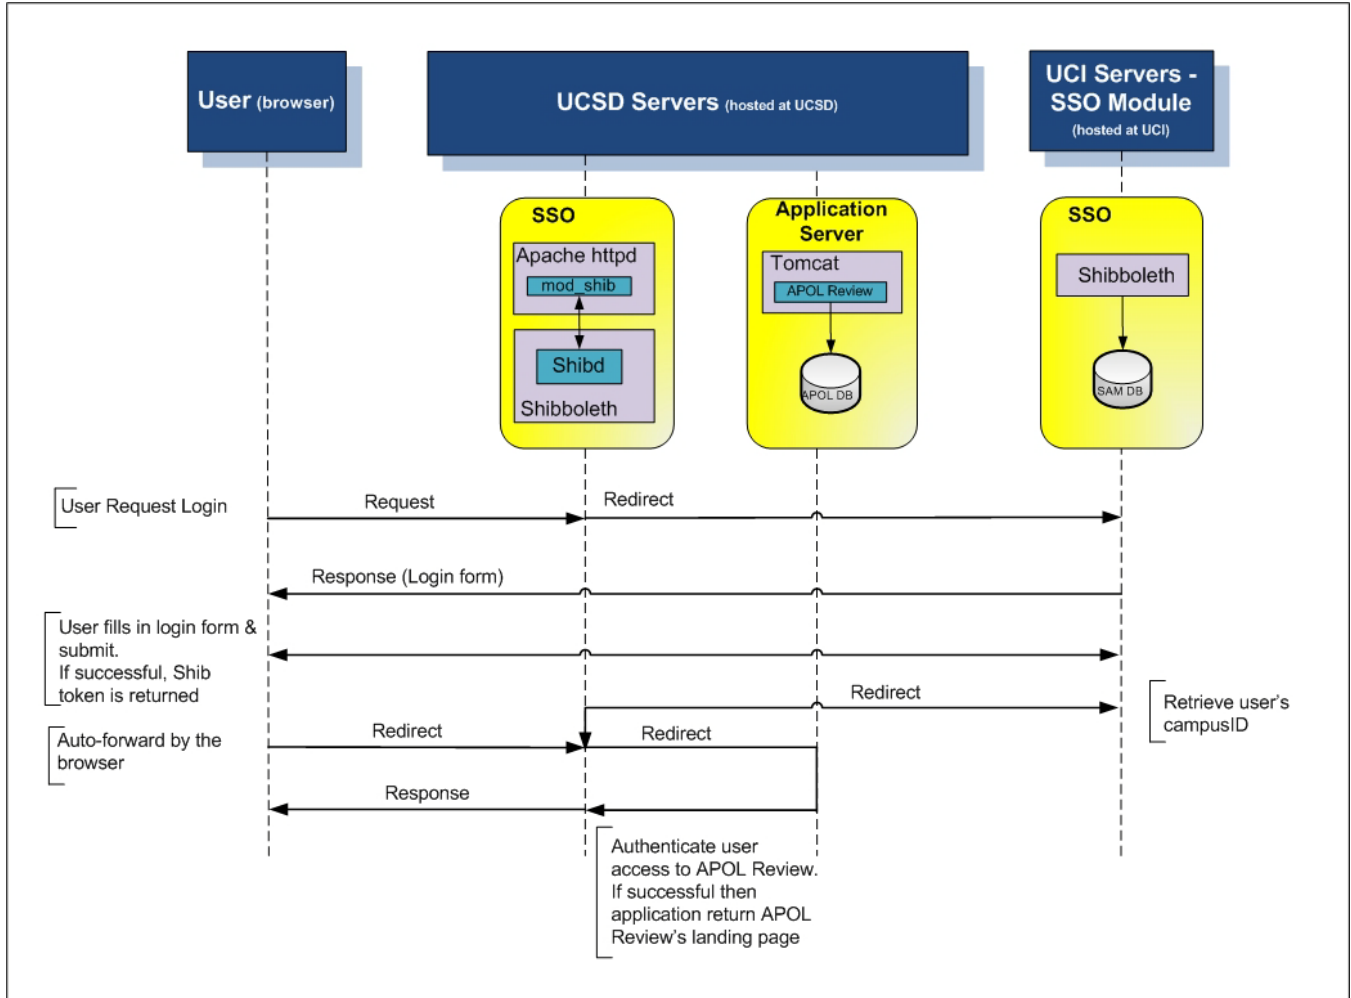 User (browser)
UCSD Servers (hosted at UCSD)
UCI Servers -
SSO Module
(hosted at UCI)
SSO
Apache httpd
mod_shib
Shibd
Shibboleth
Application
Server
Tomcat
APOL Review
APOL DB
SSO
Shibboleth
SAM DB
User Request Login
Request
Redirect
Response (Login form)
User fills in login form &
submit.
If successful, Shib
token is returned
Redirect
Retrieve user's
campusID
Auto-forward by the
browser
Redirect
Redirect
Response
Authenticate user
access to APOL Review.
If successful then
application return APOL
Review's landing page